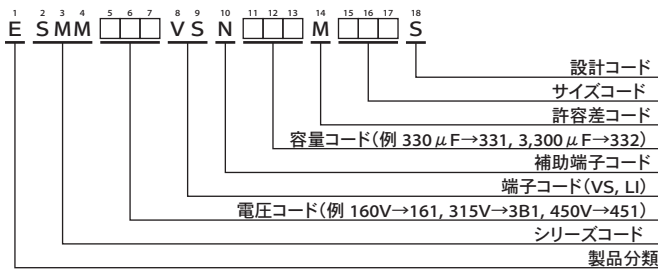 1 2 3 4 5 6 7 8 9 10 11 12 13 14 15 16 17 18
E SMM □□□ VS N □□□ M □□□ S
設計コード
サイズコード
許容差コード
容量コード(例 330μF→331, 3,300μF→332)
補助端子コード
端子コード(VS, LI)
電圧コード(例 160V→161, 315V→3B1, 450V→451)
シリーズコード
製品分類